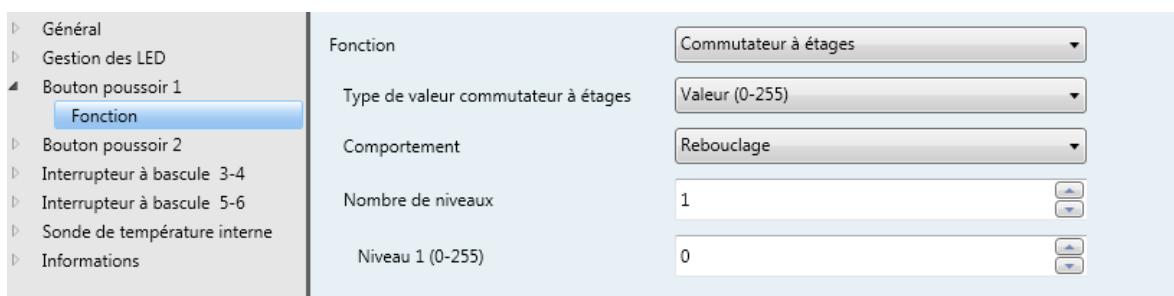 Général
Gestion des LED
Bouton poussoir 1
Fonction
Bouton poussoir 2
Interrupteur à bascule 3-4
Interrupteur à bascule 5-6
Sonde de température interne
Informations
Fonction Commutateur à étages
Type de valeur commutateur à étages Valeur (0-255)
Comportement Rebouclage
Nombre de niveaux 1
Niveau 1 (0-255) 0